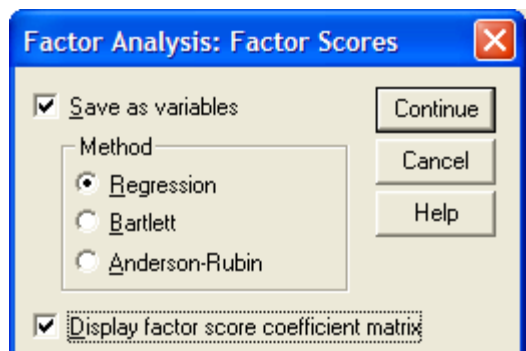 Factor Analysis: Factor Scores
Save as variables
Continue
Method
Cancel
Regression
Help
Bartlett
Anderson-Rubin
Display factor score coefficient matrix